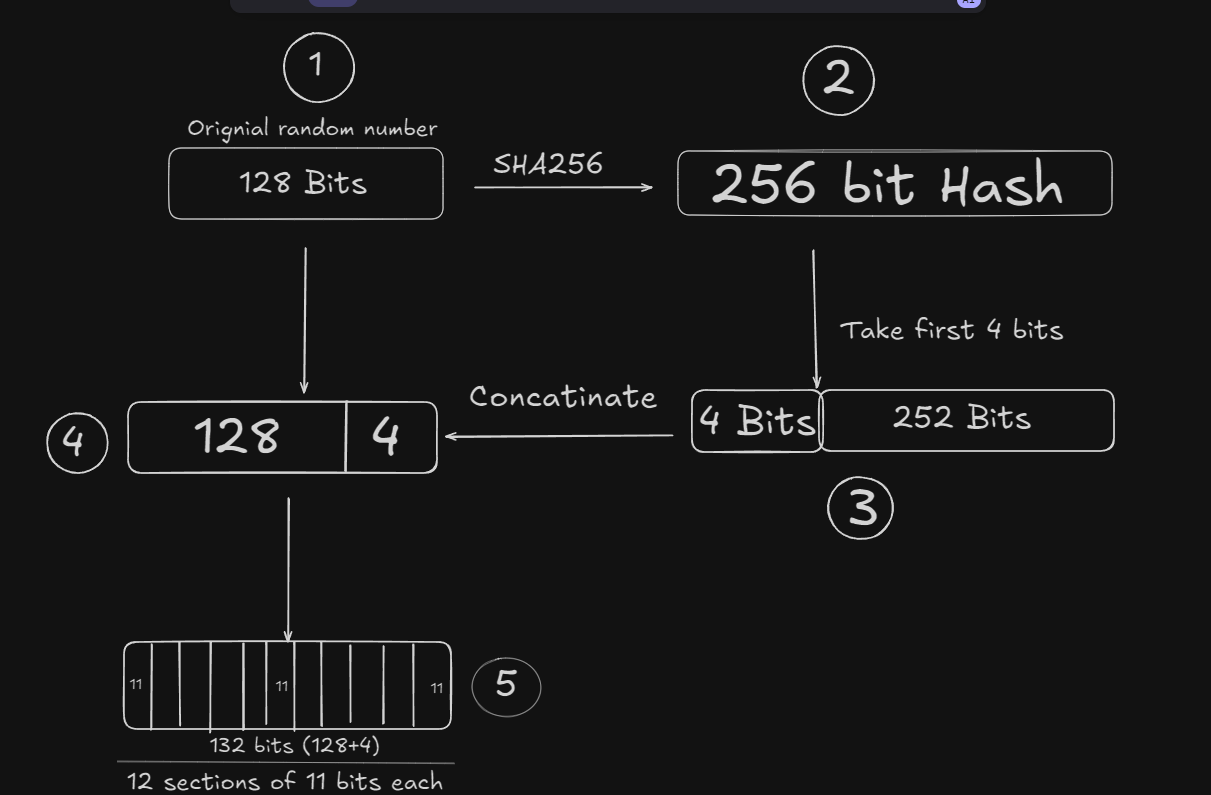 1
2
Orignial random number
128 Bits
SHA256
256 bit Hash
Take first 4 bits
Concatinate
4 Bits
252 Bits
4
128
4
3
11
11
11
5
132 bits (128+4)
12 sections of 11 bits each